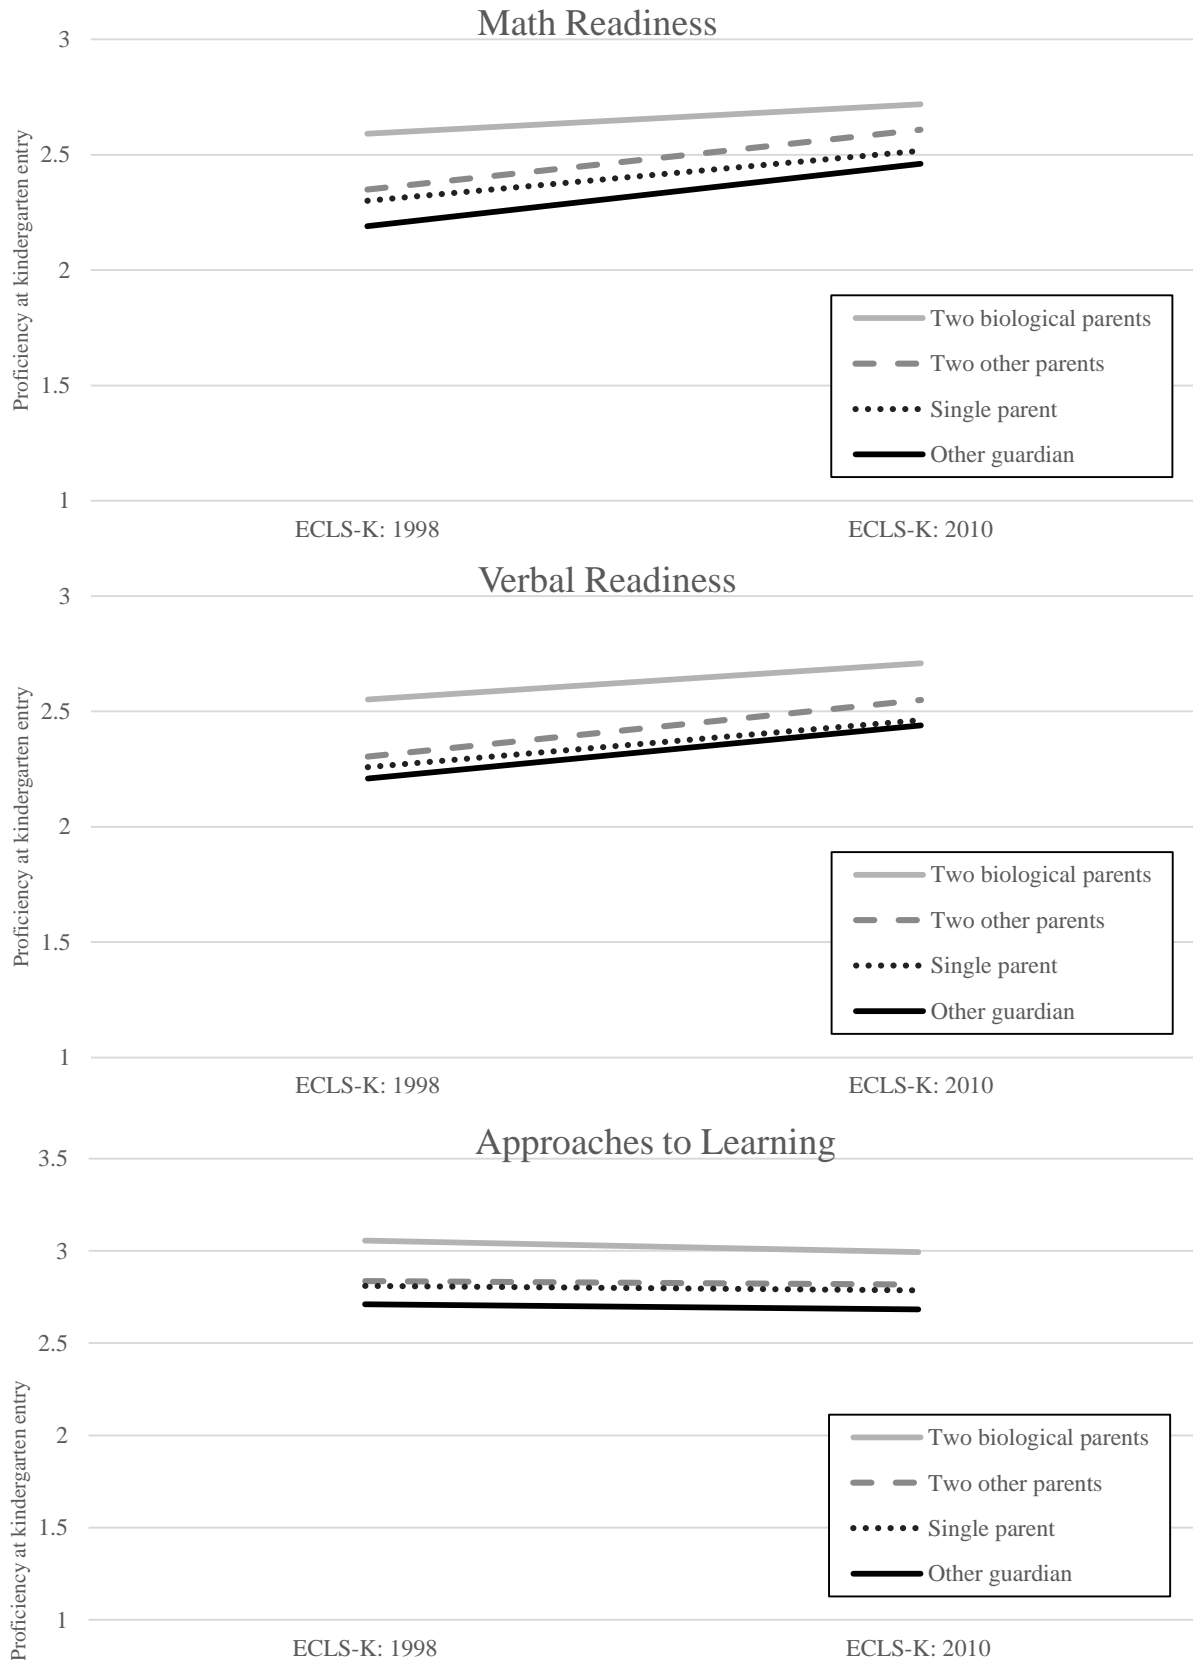 Math Readiness
3
2.5
2
1.5
1
Proficiency at kindergarten entry
Two biological parents
Two other parents
Single parent
Other guardian
ECLS-K: 1998
ECLS-K: 2010
Verbal Readiness
3
2.5
2
1.5
1
Proficiency at kindergarten entry
Two biological parents
Two other parents
Single parent
Other guardian
ECLS-K: 1998
ECLS-K: 2010
Approaches to Learning
3.5
3
2.5
2
1.5
1
Proficiency at kindergarten entry
Two biological parents
Two other parents
Single parent
Other guardian
ECLS-K: 1998
ECLS-K: 2010